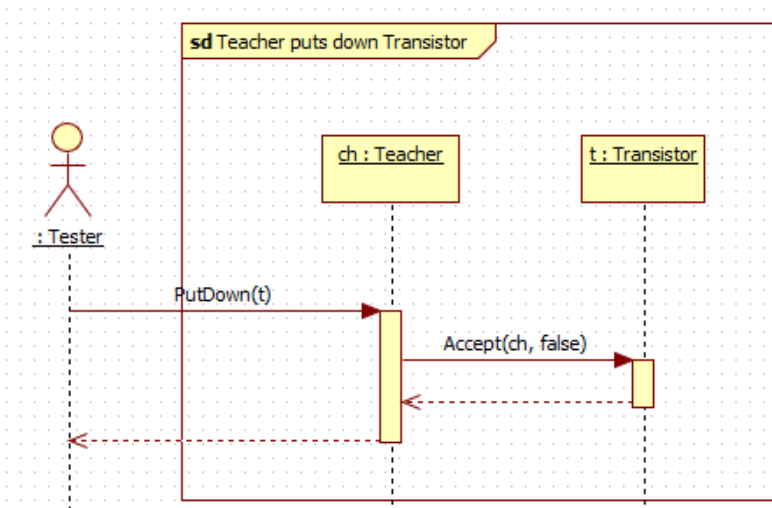 sd Teacher puts down Transistor
ch : Teacher
t : Transistor
: Tester
PutDown(t)
Accept(ch, false)